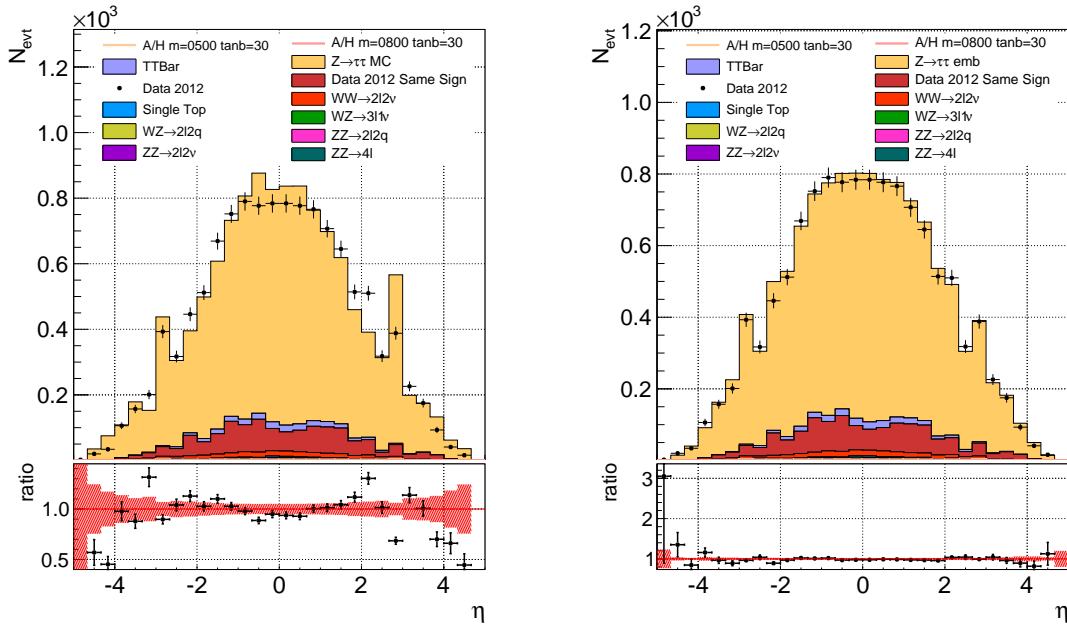 ×10³
N_evt
A/H m=0500 tanb=30
A/H m=0800 tanb=30
TTBar
Z→ττ MC
Data 2012
Data 2012 Same Sign
Single Top
WW→2l2ν
WZ→2l2q
WZ→3l1ν
ZZ→2l2ν
ZZ→2l2q
ZZ→4l
1.2
1.0
0.8
0.6
0.4
0.2
ratio
1.0
0.5
-4 -2 0 2 4
η
×10³
N_evt
A/H m=0500 tanb=30
A/H m=0800 tanb=30
TTBar
Z→ττ emb
Data 2012
Data 2012 Same Sign
Single Top
WW→2l2ν
WZ→2l2q
WZ→3l1ν
ZZ→2l2ν
ZZ→2l2q
ZZ→4l
1.2
1.0
0.8
0.6
0.4
0.2
ratio
3
2
1
-4 -2 0 2 4
η